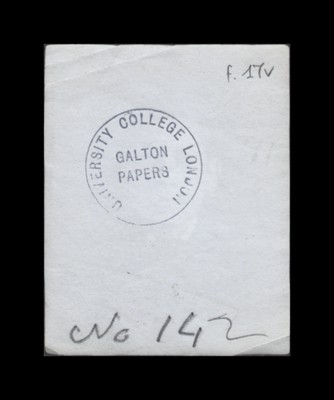 f. 17v
UNIVERSITY COLLEGE LONDON
GALTON
PAPERS
No 142